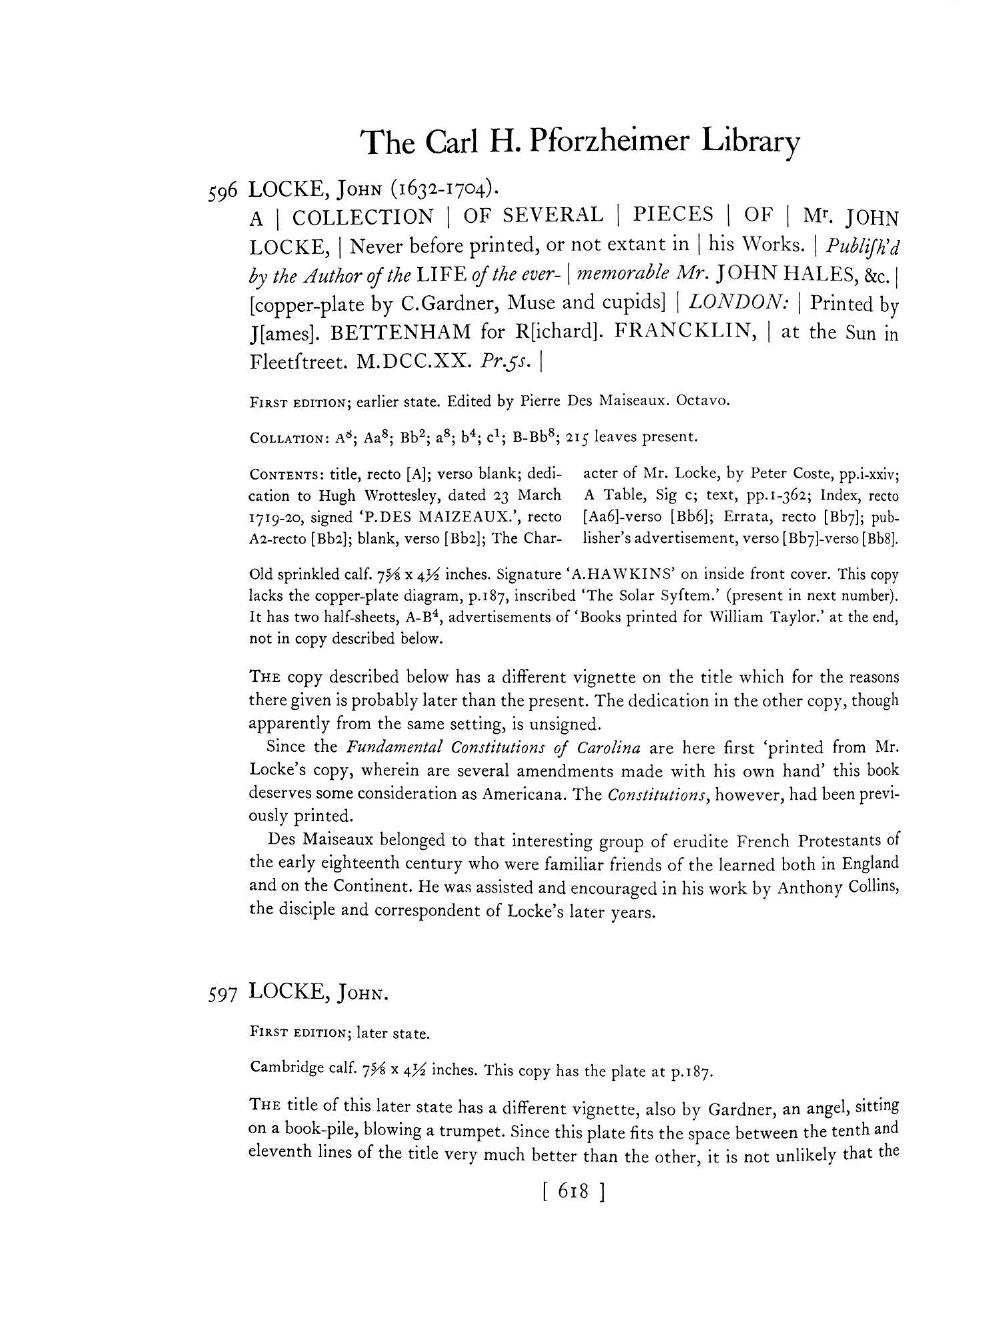 The Carl H. Pforzheimer Library
596 LOCKE, JOHN (1632-1704).
A | COLLECTION | OF SEVERAL | PIECES | OF | Mr. JOHN
LOCKE, | Never before printed, or not extant in | his Works. | Publiſh'd
by the Author of the LIFE of the ever- | memorable Mr. JOHN HALES, &c. |
[copper-plate by C.Gardner, Muse and cupids] | LONDON: | Printed by
J[ames]. BETTENHAM for R[ichard]. FRANCKLIN, | at the Sun in
Fleetſtreet. M.DCC.XX. Pr.5s. |
FIRST EDITION; earlier state. Edited by Pierre Des Maiseaux. Octavo.
COLLATION: A⁸; Aa⁸; Bb²; a⁸; b⁴; c¹; B-Bb⁸; 215 leaves present.
CONTENTS: title, recto [A]; verso blank; dedi-
cation to Hugh Wrottesley, dated 23 March
1719-20, signed 'P.DES MAIZEAUX.', recto
A2-recto [Bb2]; blank, verso [Bb2]; The Char-
acter of Mr. Locke, by Peter Coste, pp.i-xxiv;
A Table, Sig c; text, pp.1-362; Index, recto
[Aa6]-verso [Bb6]; Errata, recto [Bb7]; pub-
lisher's advertisement, verso [Bb7]-verso [Bb8].
Old sprinkled calf. 7⅝ x 4½ inches. Signature 'A.HAWKINS' on inside front cover. This copy
lacks the copper-plate diagram, p.187, inscribed 'The Solar Syſtem.' (present in next number).
It has two half-sheets, A-B⁴, advertisements of 'Books printed for William Taylor.' at the end,
not in copy described below.
THE copy described below has a different vignette on the title which for the reasons
there given is probably later than the present. The dedication in the other copy, though
apparently from the same setting, is unsigned.
Since the Fundamental Constitutions of Carolina are here first 'printed from Mr.
Locke's copy, wherein are several amendments made with his own hand' this book
deserves some consideration as Americana. The Constitutions, however, had been previ-
ously printed.
Des Maiseaux belonged to that interesting group of erudite French Protestants of
the early eighteenth century who were familiar friends of the learned both in England
and on the Continent. He was assisted and encouraged in his work by Anthony Collins,
the disciple and correspondent of Locke's later years.
597 LOCKE, JOHN.
FIRST EDITION; later state.
Cambridge calf. 7⅝ x 4½ inches. This copy has the plate at p.187.
THE title of this later state has a different vignette, also by Gardner, an angel, sitting
on a book-pile, blowing a trumpet. Since this plate fits the space between the tenth and
eleventh lines of the title very much better than the other, it is not unlikely that the
[ 618 ]